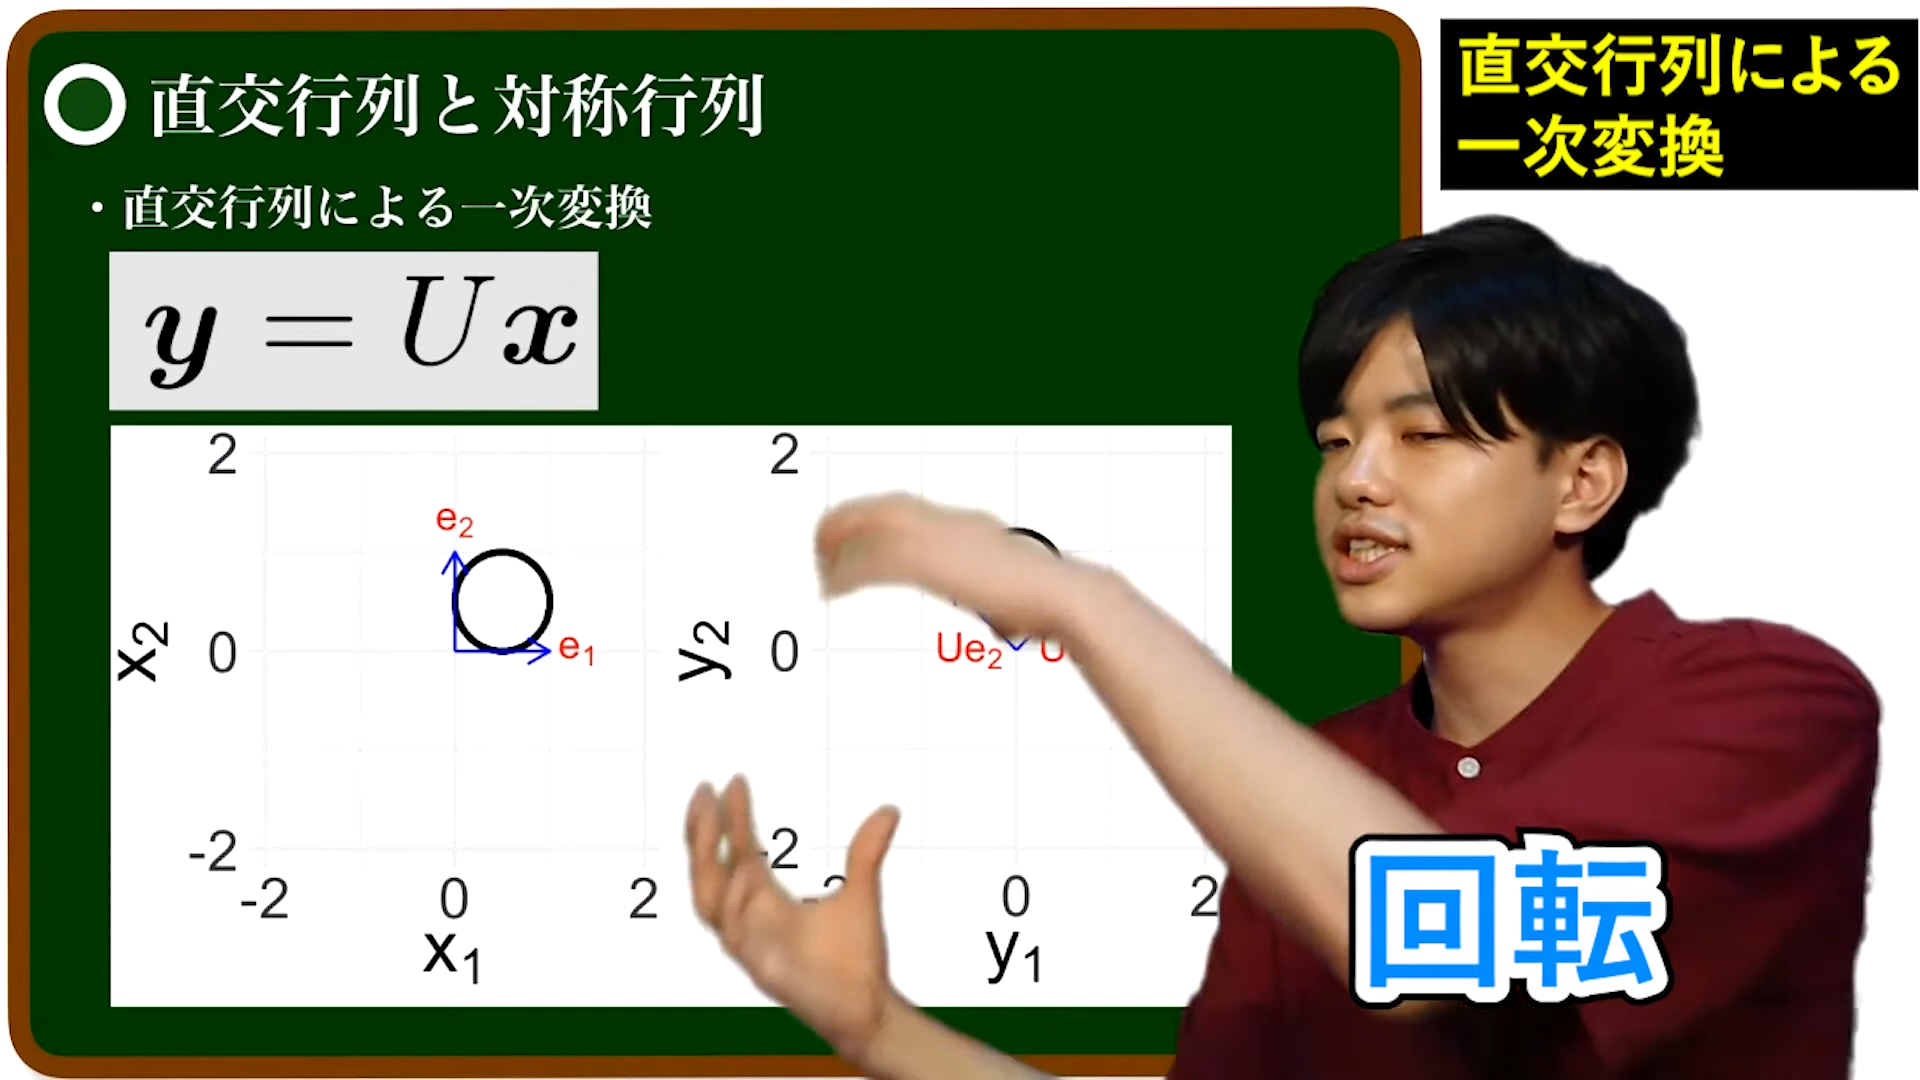 直交行列と対称行列
・直交行列による一次変換
y = Ux
直交行列による
一次変換
2
e2
x2
0
e1
-2
-2
0
2
x1
2
y2
0
Ue2
U
-2
-2
0
2
y1
回転